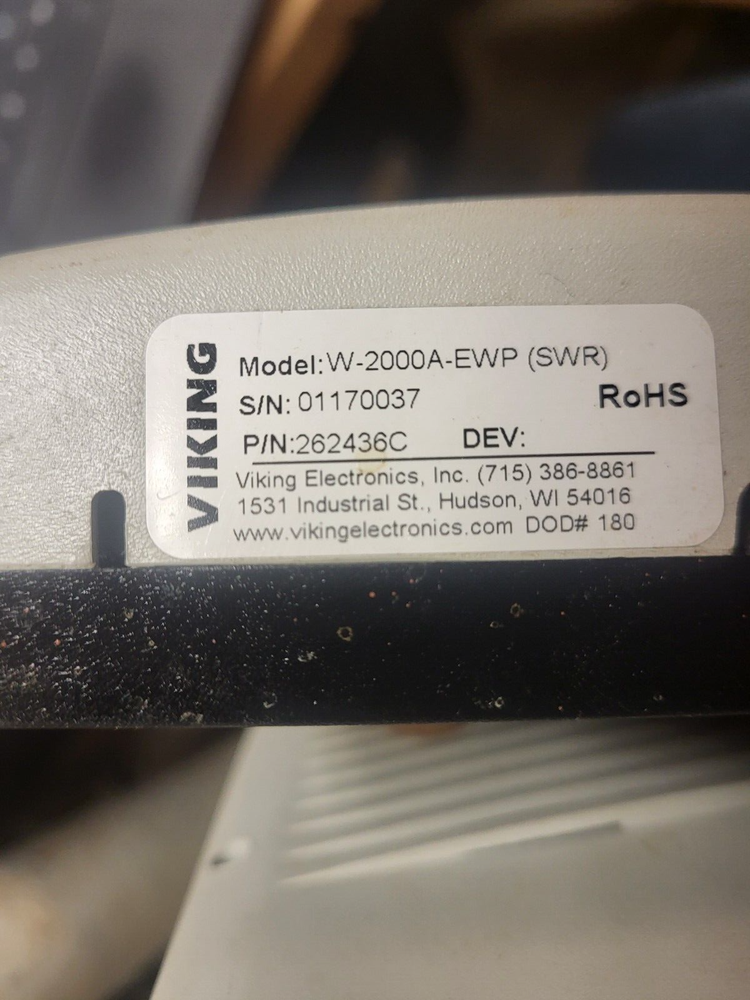 VIKING
Model: W-2000A-EWP (SWR)
S/N: 01170037
RoHS
P/N:262436C DEV:
Viking Electronics, Inc. (715) 386-8861
1531 Industrial St., Hudson, WI 54016
www.vikingelectronics.com DOD# 180